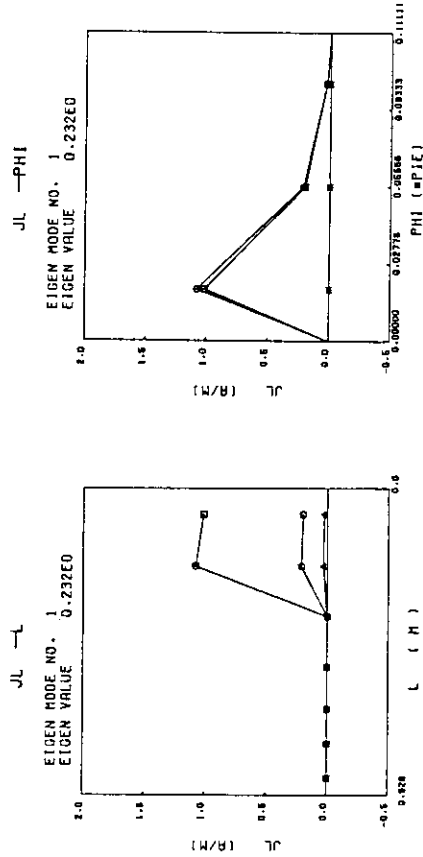 JL —L
EIGEN MODE NO. 1
EIGEN VALUE 0.232E0
2.0
1.5
1.0
0.5
0.0
-0.5
JL (A/M)
0.928
0.0
L (M)
JL —PHI
EIGEN MODE NO. 1
EIGEN VALUE 0.232E0
2.0
1.5
1.0
0.5
0.0
-0.5
JL (A/M)
0.00000
0.02778
0.05556
0.08333
0.11111
PHI (*PIE)